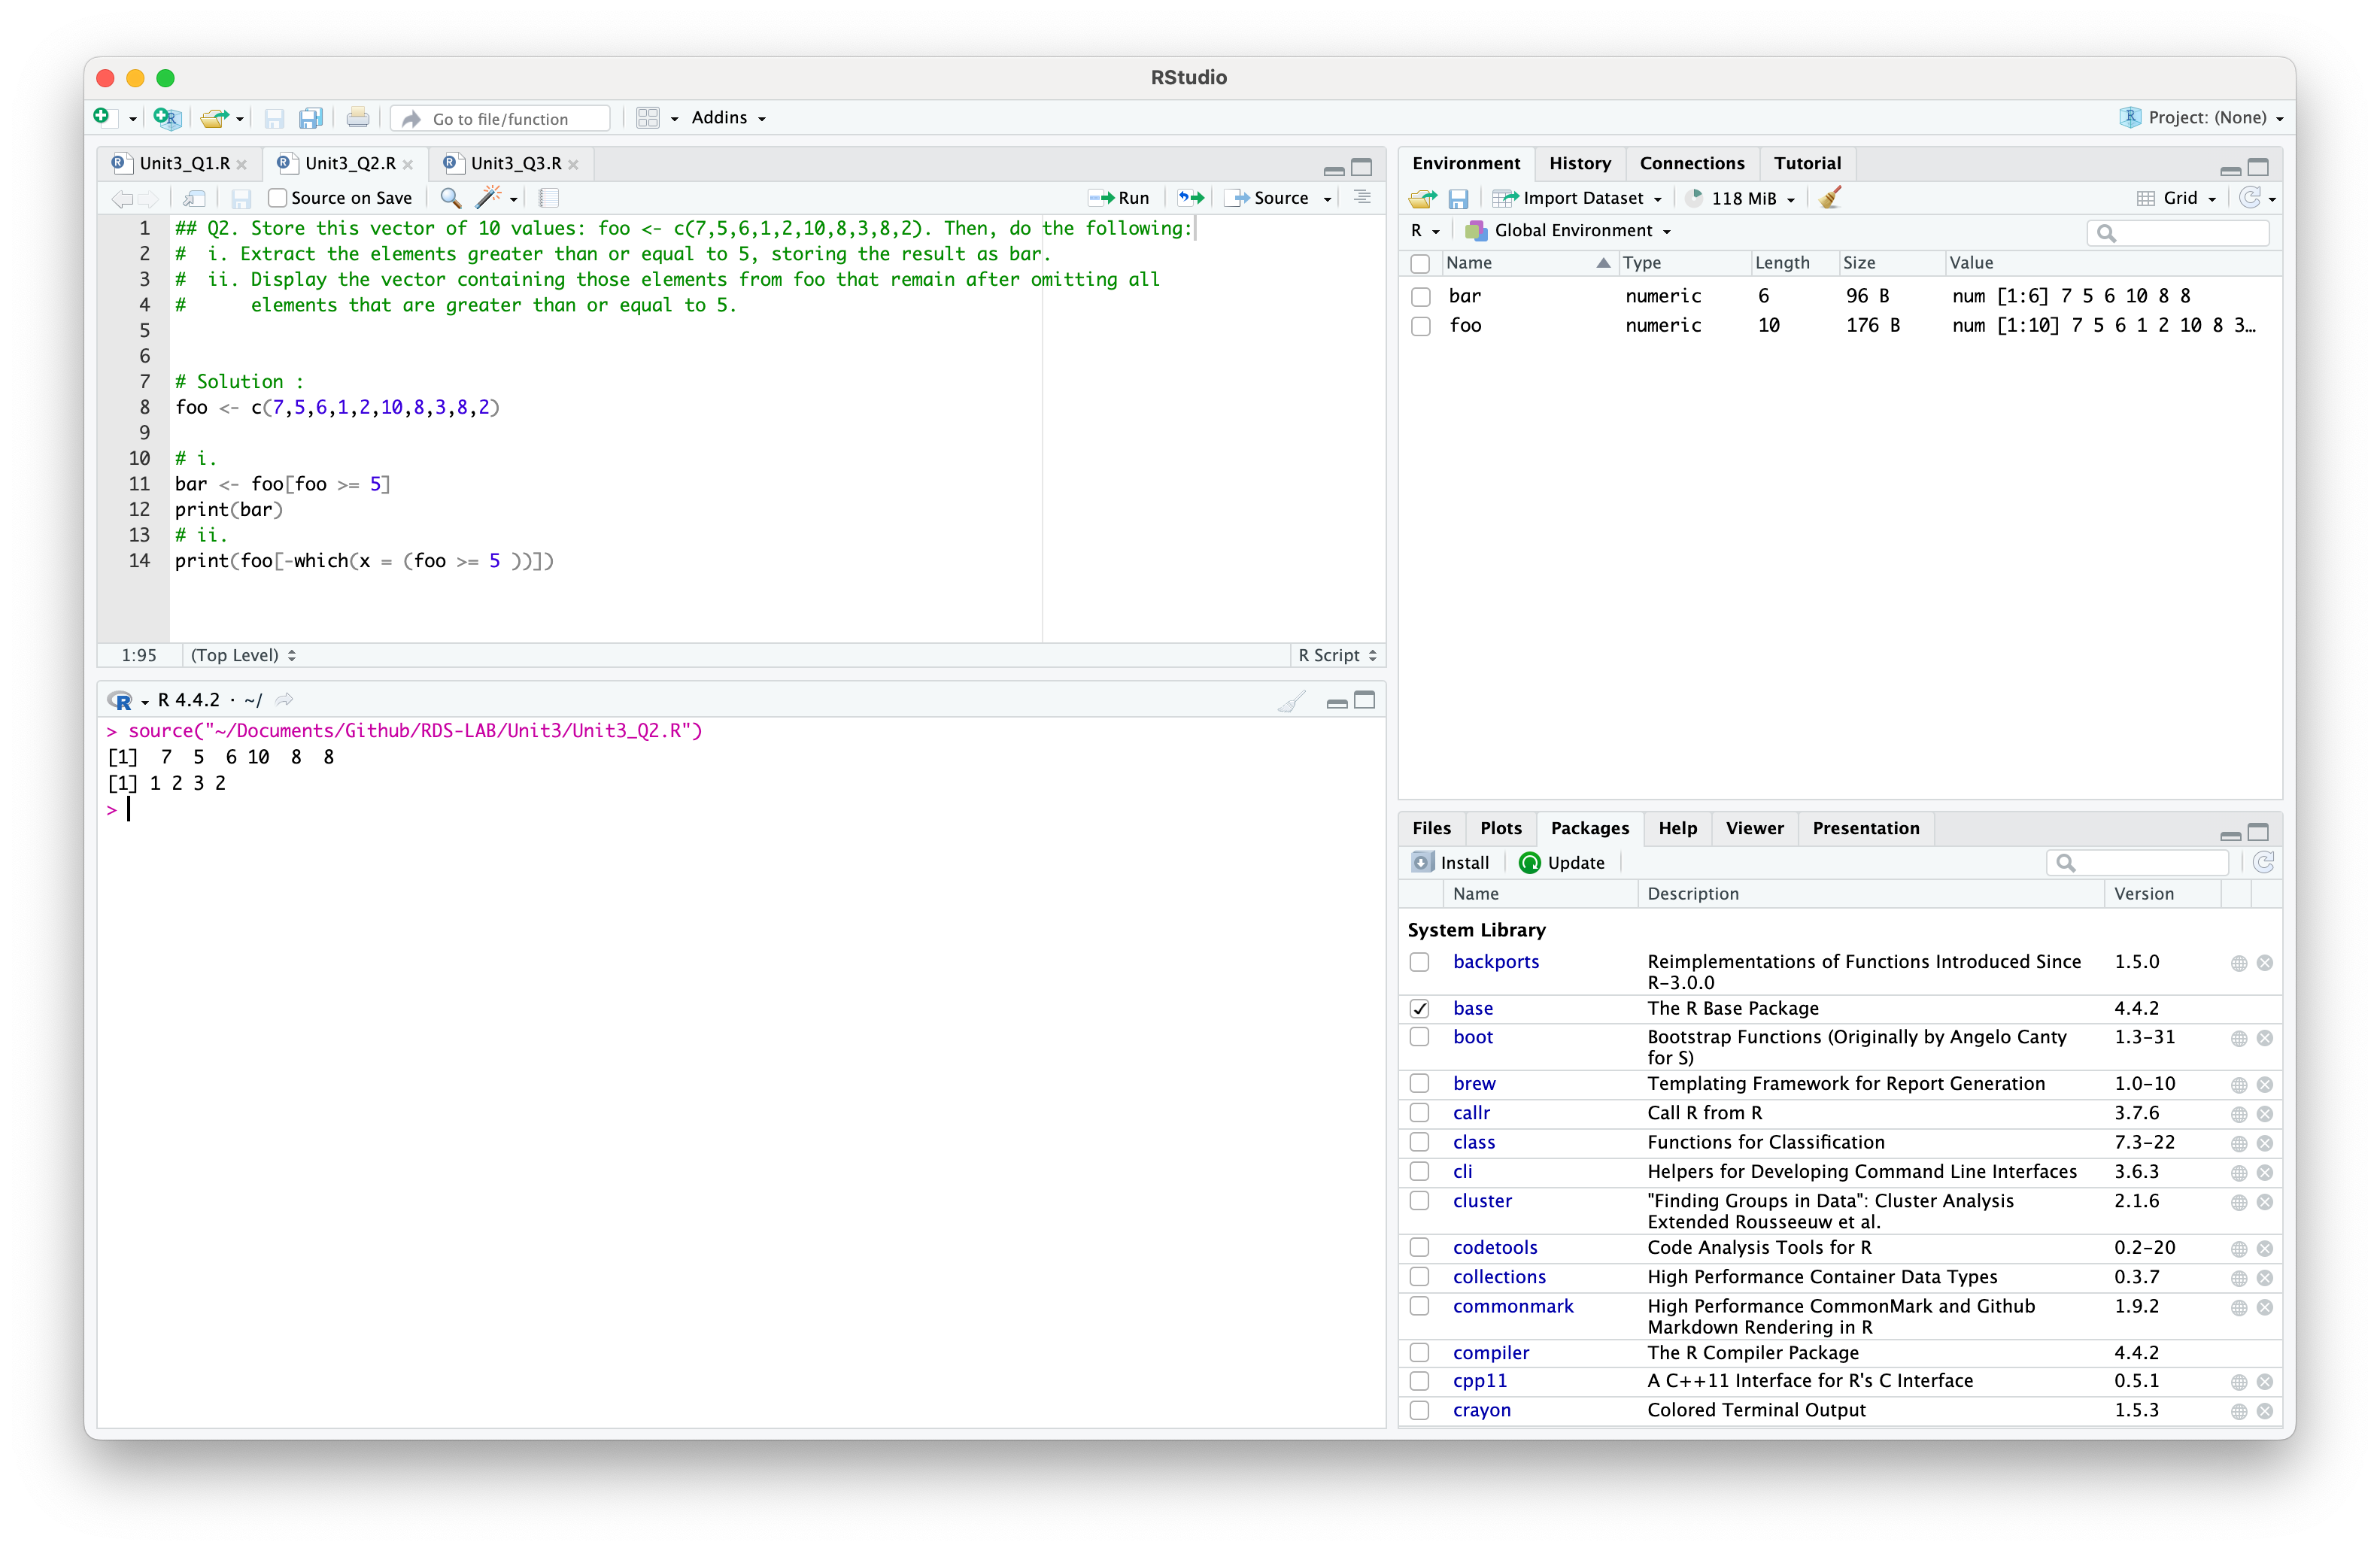 RStudio
Go to file/function
Addins
Project: (None)
Unit3_Q1.R
Unit3_Q2.R
Unit3_Q3.R
Source on Save
Run
Source
1 ## Q2. Store this vector of 10 values: foo <- c(7,5,6,1,2,10,8,3,8,2). Then, do the following:
2 #  i. Extract the elements greater than or equal to 5, storing the result as bar.
3 #  ii. Display the vector containing those elements from foo that remain after omitting all
4 #      elements that are greater than or equal to 5.
5
6
7 # Solution :
8 foo <- c(7,5,6,1,2,10,8,3,8,2)
9
10 # i.
11 bar <- foo[foo >= 5]
12 print(bar)
13 # ii.
14 print(foo[-which(x = (foo >= 5 ))])
1:95 (Top Level) R Script
R 4.4.2 · ~/
> source("~/Documents/Github/RDS-LAB/Unit3/Unit3_Q2.R")
[1]  7  5  6 10  8  8
[1] 1 2 3 2
>
Environment History Connections Tutorial
Import Dataset 118 MiB Grid
R Global Environment
Name Type Length Size Value
bar numeric 6 96 B num [1:6] 7 5 6 10 8 8
foo numeric 10 176 B num [1:10] 7 5 6 1 2 10 8 3…
Files Plots Packages Help Viewer Presentation
Install Update
Name Description Version
System Library
backports Reimplementations of Functions Introduced Since 1.5.0
R-3.0.0
base The R Base Package 4.4.2
boot Bootstrap Functions (Originally by Angelo Canty 1.3-31
for S)
brew Templating Framework for Report Generation 1.0-10
callr Call R from R 3.7.6
class Functions for Classification 7.3-22
cli Helpers for Developing Command Line Interfaces 3.6.3
cluster "Finding Groups in Data": Cluster Analysis 2.1.6
Extended Rousseeuw et al.
codetools Code Analysis Tools for R 0.2-20
collections High Performance Container Data Types 0.3.7
commonmark High Performance CommonMark and Github 1.9.2
Markdown Rendering in R
compiler The R Compiler Package 4.4.2
cpp11 A C++11 Interface for R's C Interface 0.5.1
crayon Colored Terminal Output 1.5.3